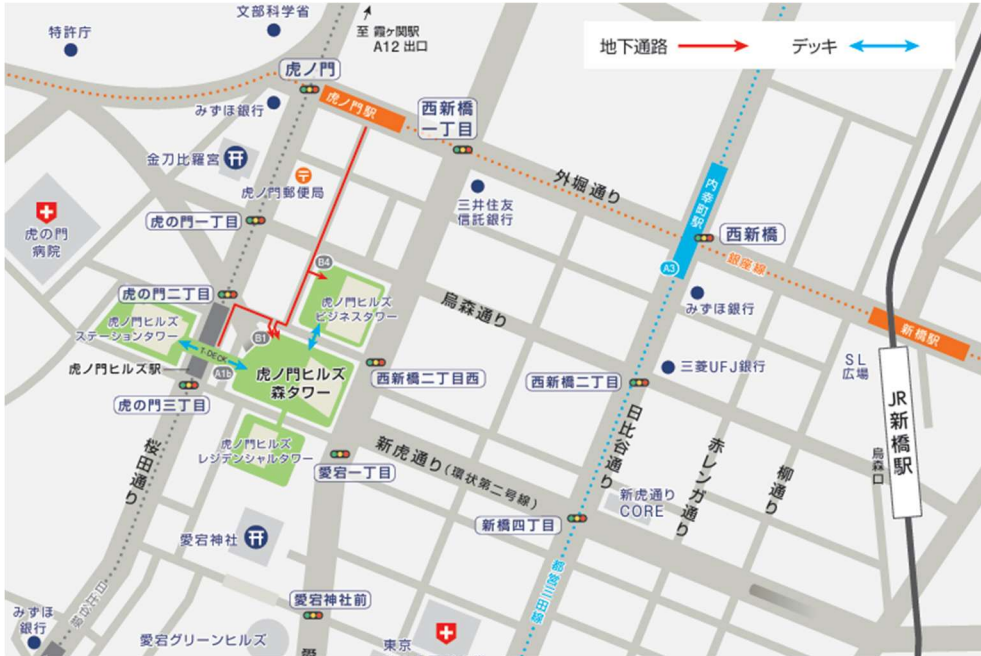 文部科学省
至 霞ヶ関駅
A12 出口
特許庁
地下通路
デッキ
虎ノ門
虎ノ門駅
みずほ銀行
西新橋
一丁目
金刀比羅宮
虎ノ門郵便局
外堀通り
内幸町駅
三井住友
信託銀行
虎の門
病院
虎の門一丁目
西新橋
銀座線
B4
A3
虎の門二丁目
虎ノ門ヒルズ
ビジネスタワー
烏森通り
みずほ銀行
虎ノ門ヒルズ
ステーションタワー
B1
新橋駅
T-DECK
虎ノ門ヒルズ駅
A1b
虎ノ門ヒルズ
森タワー
西新橋二丁目西
西新橋二丁目
三菱UFJ銀行
SL
広場
JR新橋駅
虎の門三丁目
日比谷通り
赤レンガ通り
柳通り
烏森口
桜田通り
虎ノ門ヒルズ
レジデンシャルタワー
新虎通り(環状第二号線)
愛宕一丁目
新虎通り
CORE
新橋四丁目
愛宕神社
都営三田線
日比谷線
愛宕神社前
みずほ
銀行
愛宕グリーンヒルズ
東京
愛